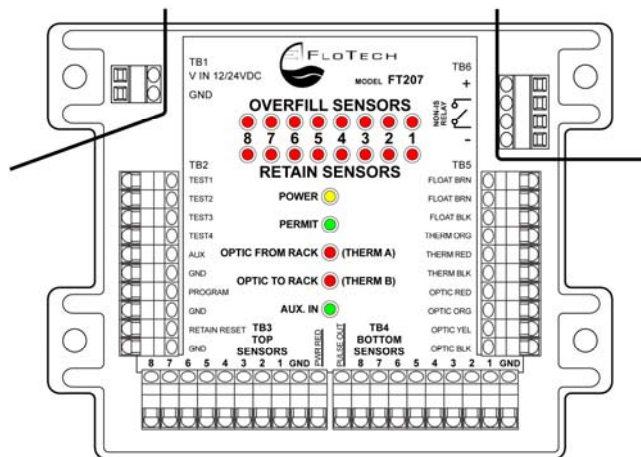 FLOTECH
MODEL FT207
TB1
V IN 12/24VDC
GND
TB6
+
NON-IS
RELAY
-
OVERFILL SENSORS
8 7 6 5 4 3 2 1
RETAIN SENSORS
TB2
TEST1
TEST2
TEST3
TEST4
AUX
GND
PROGRAM
GND
RETAIN RESET
GND
POWER
PERMIT
OPTIC FROM RACK (THERM A)
OPTIC TO RACK (THERM B)
AUX. IN
TB5
FLOAT BRN
FLOAT BRN
FLOAT BLK
THERM ORG
THERM RED
THERM BLK
OPTIC RED
OPTIC ORG
OPTIC YEL
OPTIC BLK
TB3
TOP
SENSORS
8 7 6 5 4 3 2 1 GND
PWR RED
PULSE OUT
TB4
BOTTOM
SENSORS
8 7 6 5 4 3 2 1 GND